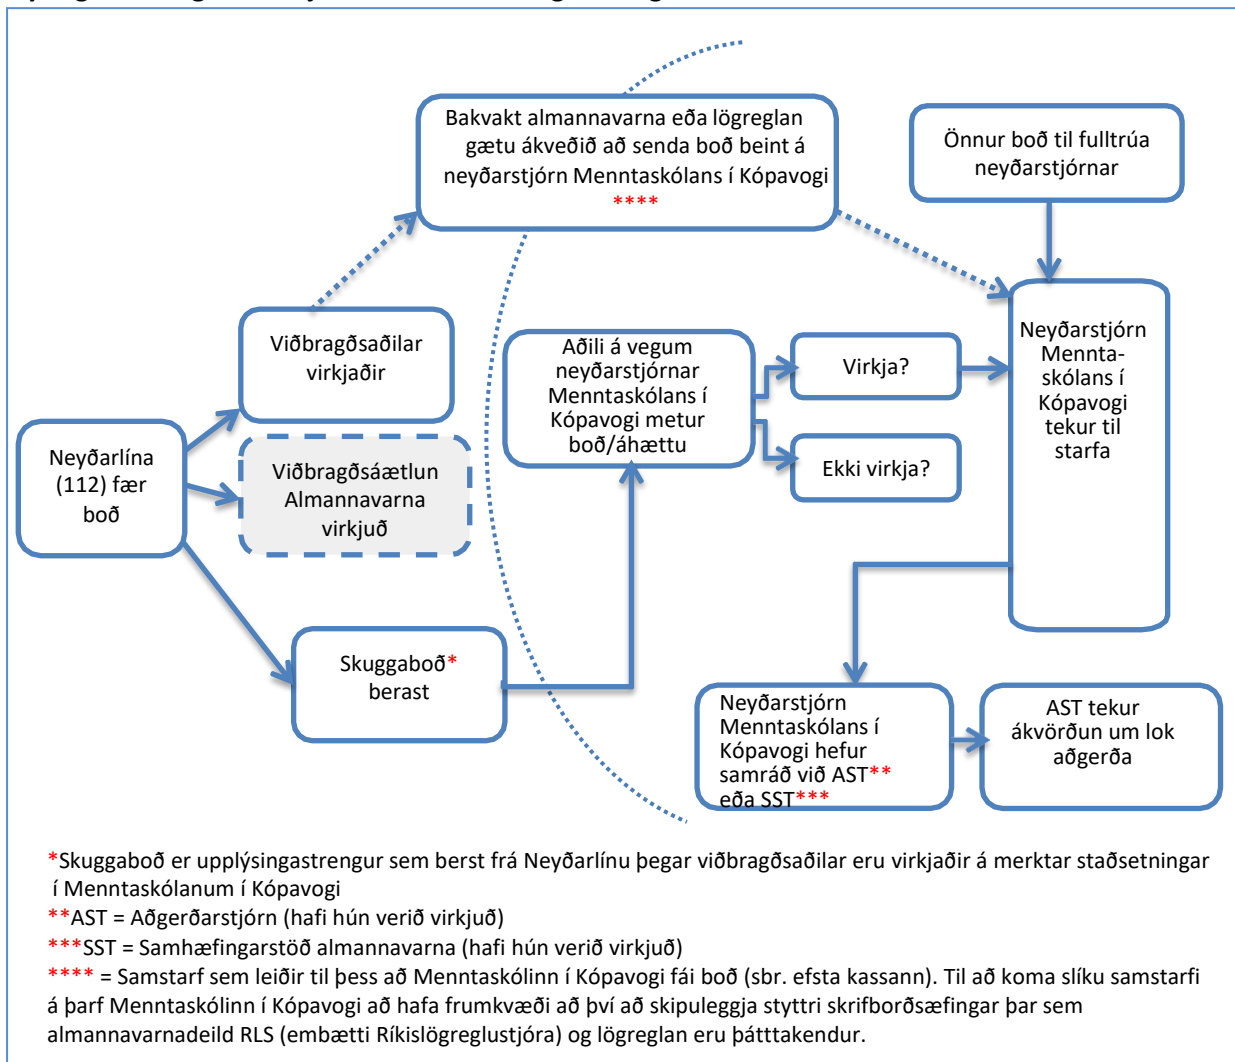 Bakvakt almannavarna eða lögreglan
gætu ákveðið að senda boð beint á
neyðarstjórn Menntaskólans í Kópavogi
****
Önnur boð til fulltrúa
neyðarstjórnar
Viðbragðsaðilar
virkjaðir
Aðili á vegum
neyðarstjórnar
Menntaskólans í
Kópavogi metur
boð/áhættu
Virkja?
Ekki virkja?
Neyðarstjórn
Mennta-
skólans í
Kópavogi
tekur til
starfa
Neyðarlína
(112) fær
boð
Viðbragðsáætlun
Almannavarna
virkjuð
Skuggaboð*
berast
Neyðarstjórn
Menntaskólans í
Kópavogi hefur
samráð við AST**
eða SST***
AST tekur
ákvörðun um lok
aðgerða
*Skuggaboð er upplýsingastrengur sem berst frá Neyðarlínu þegar viðbragðsaðilar eru virkjaðir á merktar staðsetningar
í Menntaskólanum í Kópavogi
**AST = Aðgerðarstjórn (hafi hún verið virkjuð)
***SST = Samhæfingarstöð almannavarna (hafi hún verið virkjuð)
**** = Samstarf sem leiðir til þess að Menntaskólinn í Kópavogi fái boð (sbr. efsta kassann). Til að koma slíku samstarfi
á þarf Menntaskólinn í Kópavogi að hafa frumkvæði að því að skipuleggja styttri skrifborðsæfingar þar sem
almannavarnadeild RLS (embætti Ríkislögreglustjóra) og lögreglan eru þátttakendur.